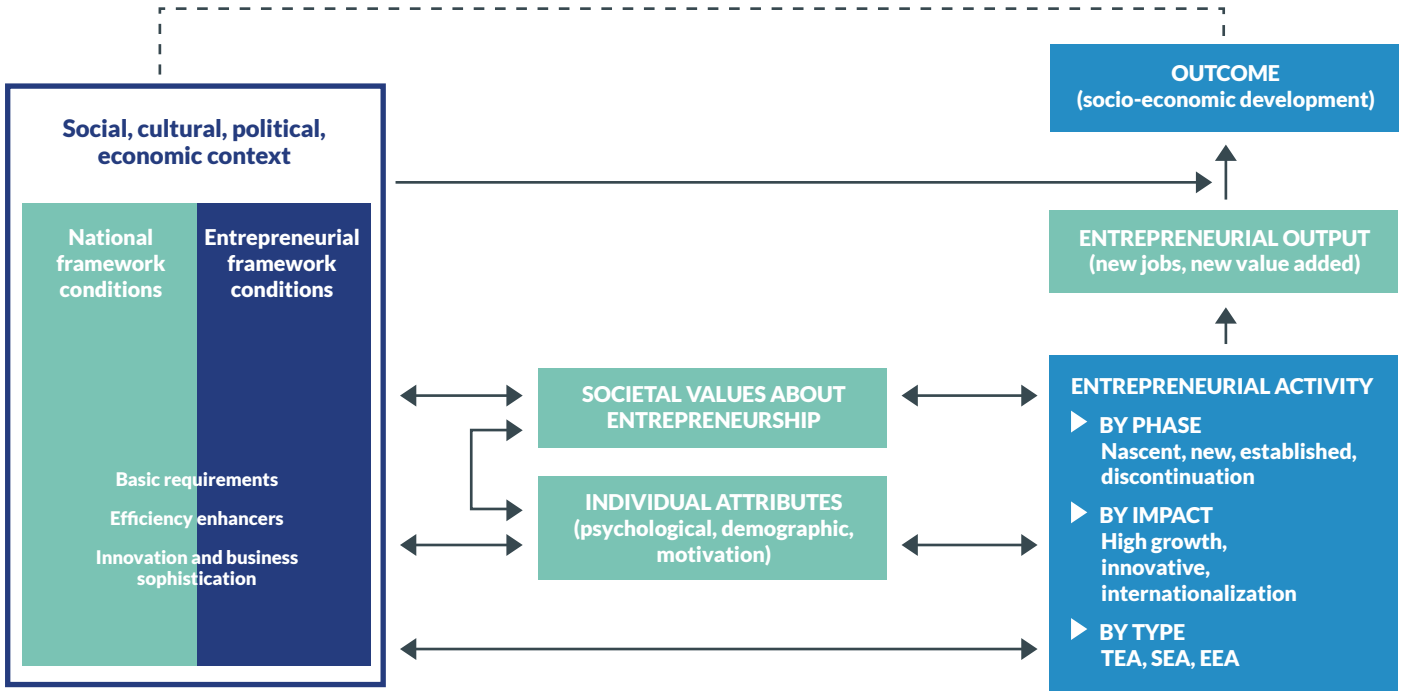 Social, cultural, political,
economic context
National
framework
conditions
Entrepreneurial
framework
conditions
Basic requirements
Efficiency enhancers
Innovation and business
sophistication
SOCIETAL VALUES ABOUT
ENTREPRENEURSHIP
INDIVIDUAL ATTRIBUTES
(psychological, demographic,
motivation)
OUTCOME
(socio-economic development)
ENTREPRENEURIAL OUTPUT
(new jobs, new value added)
ENTREPRENEURIAL ACTIVITY
BY PHASE
Nascent, new, established,
discontinuation
BY IMPACT
High growth,
innovative,
internationalization
BY TYPE
TEA, SEA, EEA